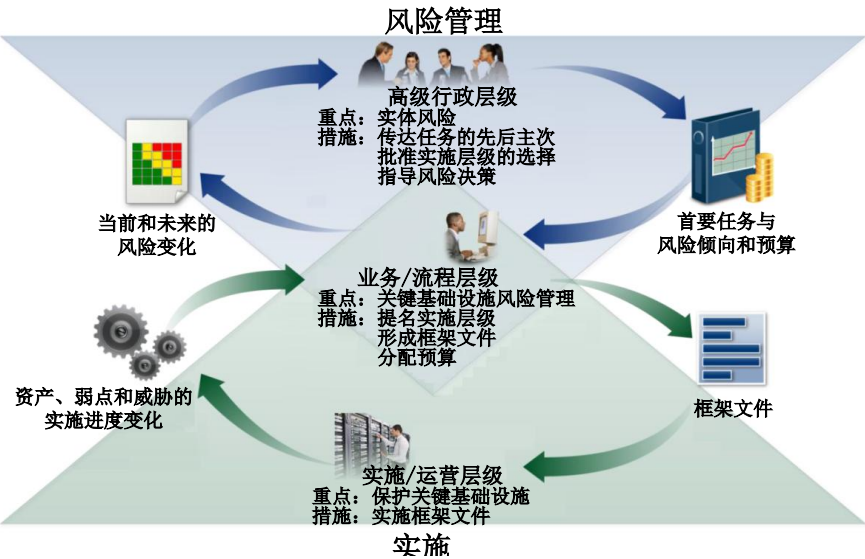 风险管理
高级行政层级
重点：实体风险
措施：传达任务的先后主次
批准实施层级的选择
指导风险决策
当前和未来的
风险变化
首要任务与
风险倾向和预算
业务/流程层级
重点：关键基础设施风险管理
措施：提名实施层级
形成框架文件
分配预算
资产、弱点和威胁的
实施进度变化
框架文件
实施/运营层级
重点：保护关键基础设施
措施：实施框架文件
实施